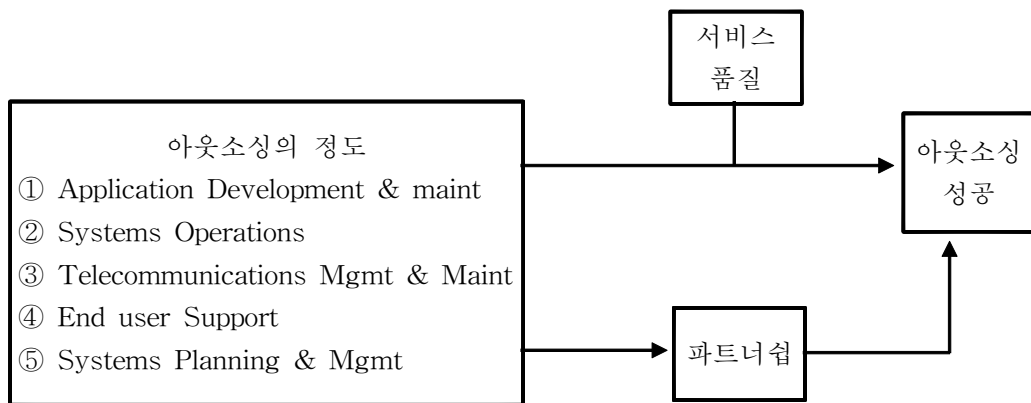 서비스
품질
아웃소싱의 정도
① Application Development & maint
② Systems Operations
③ Telecommunications Mgmt & Maint
④ End user Support
⑤ Systems Planning & Mgmt
아웃소싱
성공
파트너쉽